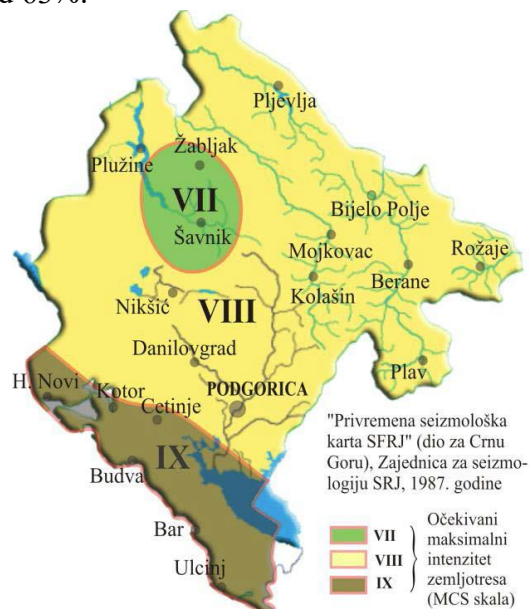 d 65%.
Pljevlja
Žabljak
Plužine
VII
Šavnik
Bijelo Polje
Mojkovac
Rožaje
Berane
Kolašin
Nikšić
VIII
Danilovgrad
Plav
H. Novi
Kotor
PODGORICA
Cetinje
IX
Budva
Bar
Ulcinj
"Privremena seizmološka
karta SFRJ" (dio za Crnu
Goru), Zajednica za seizmo-
logiju SRJ, 1987. godine
VII
VIII
IX
Očekivani
maksimalni
intenzitet
zemljotresa
(MCS skala)